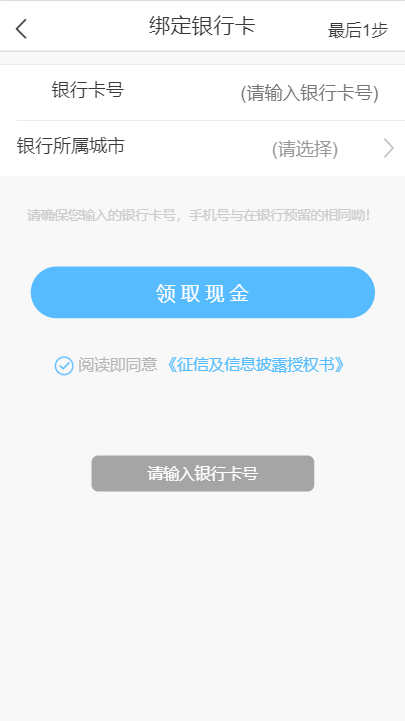 绑定银行卡
最后1步
银行卡号
(请输入银行卡号)
银行所属城市
(请选择)
请确保您输入的银行卡号，手机号与在银行预留的相同呦!
领取现金
阅读即同意《征信及信息披露授权书》
请输入银行卡号